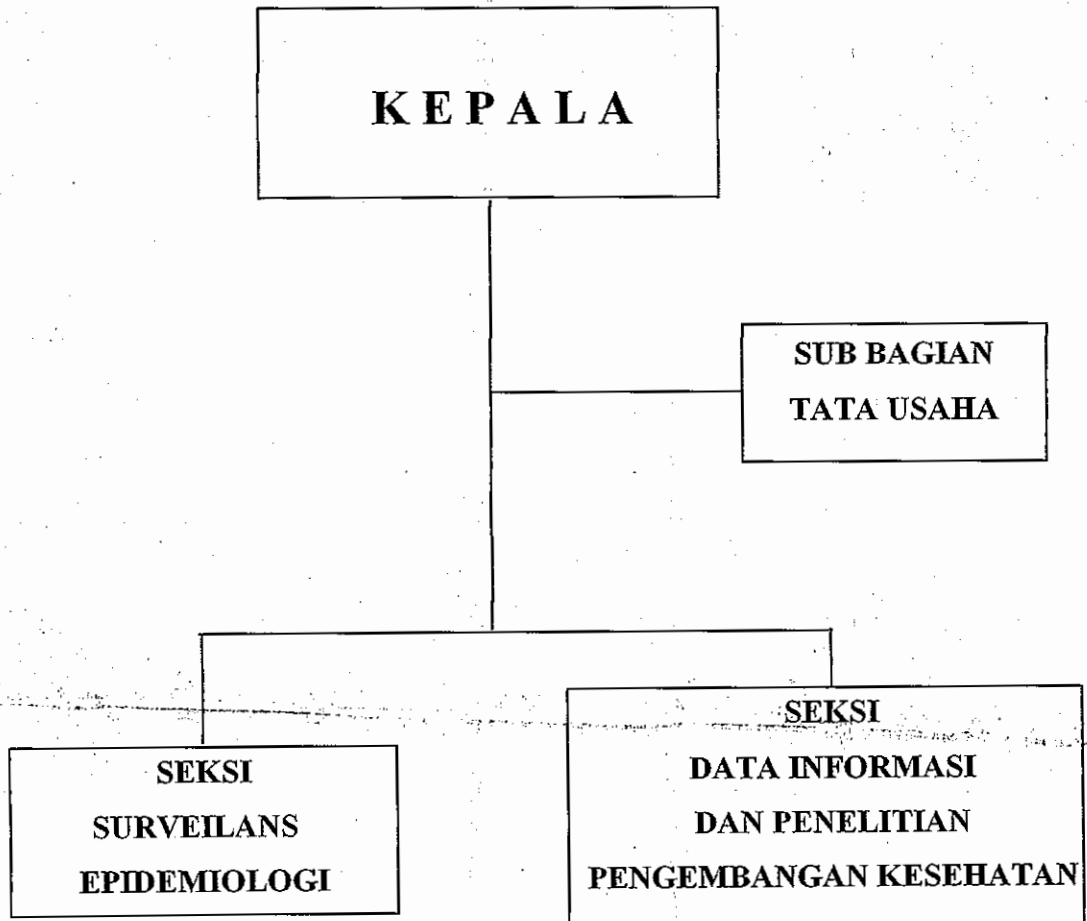 KEPALA
SUB BAGIAN
TATA USAHA
SEKSI
SURVEILANS
EPIDEMIOLOGI
SEKSI
DATA INFORMASI
DAN PENELITIAN
PENGEMBANGAN KESEHATAN